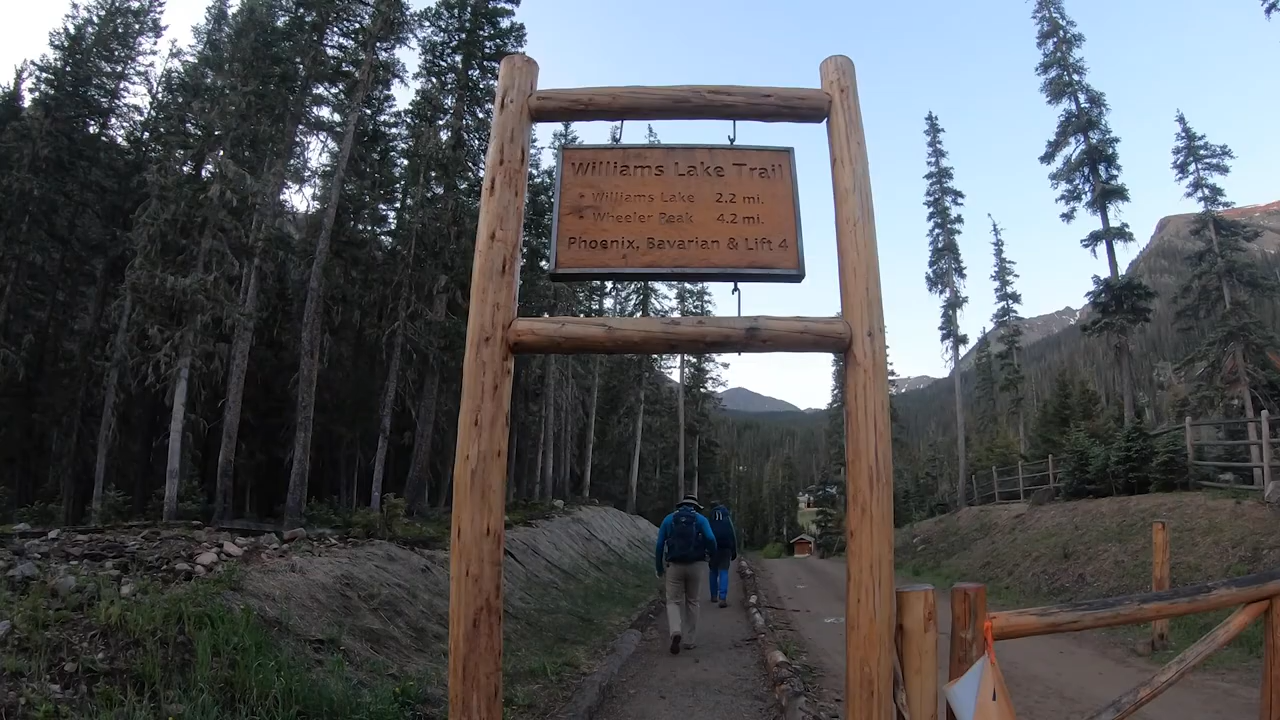 Williams Lake Trail
• Williams Lake 2.2 mi.
• Wheeler Peak 4.2 mi.
Phoenix, Bavarian & Lift 4